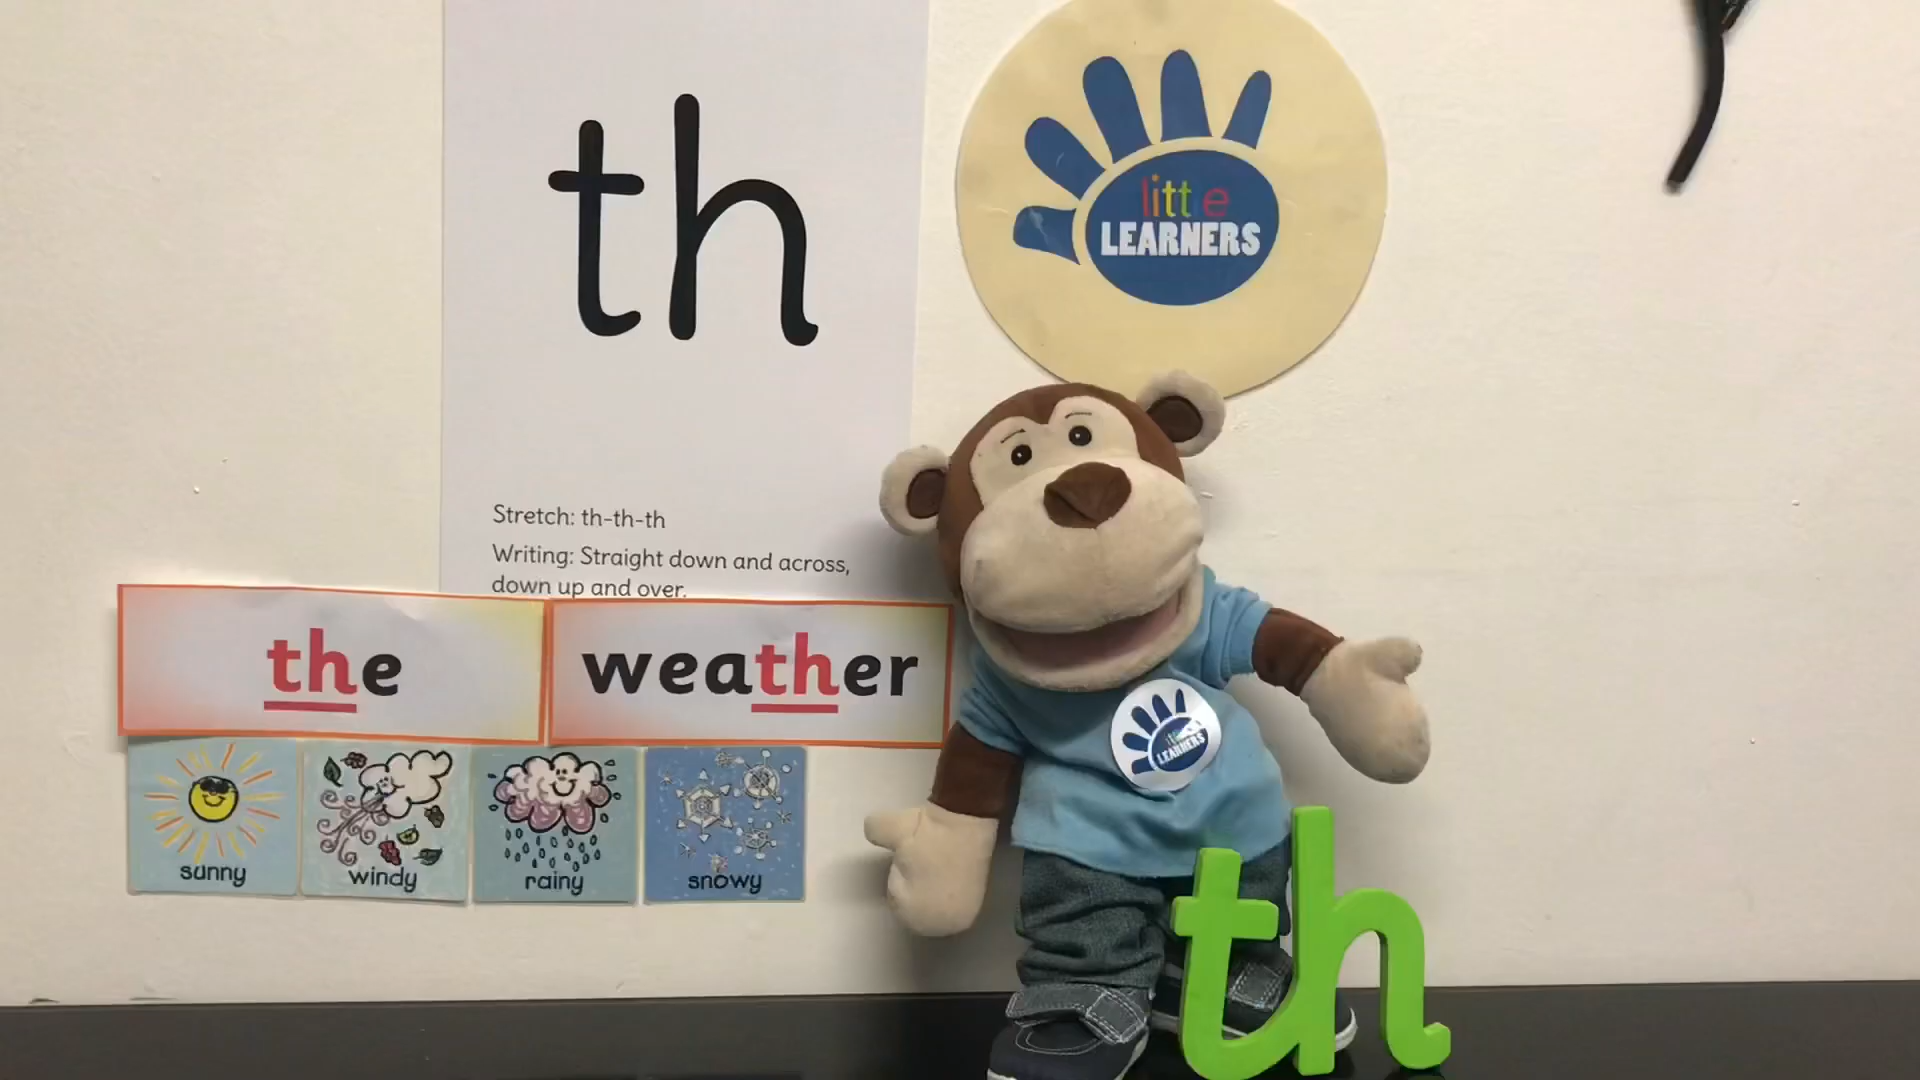 th
little
LEARNERS
Stretch: th-th-th
Writing: Straight down and across,
down up and over.
the
weather
sunny
windy
rainy
snowy
LEARNERS
th